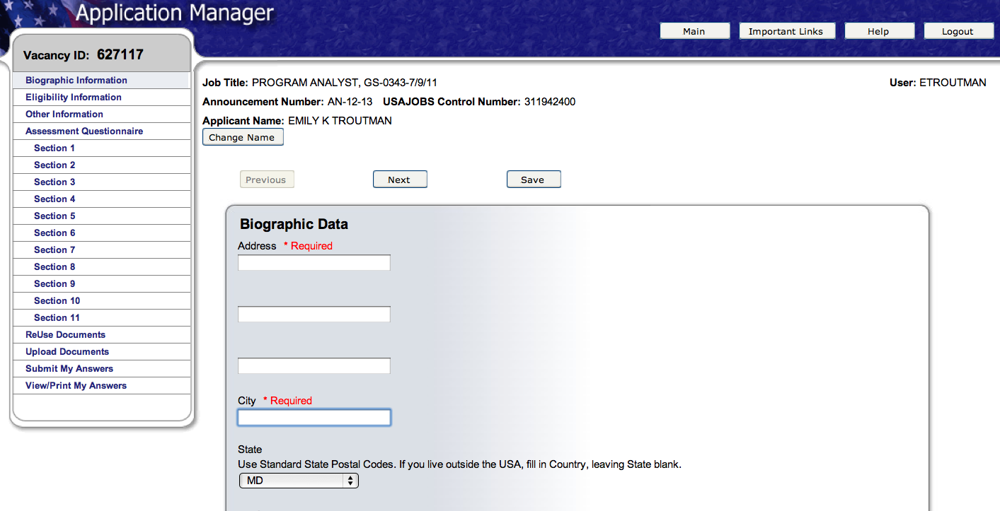 Application Manager
Main
Important Links
Help
Logout
Vacancy ID: 627117
Biographic Information
Eligibility Information
Other Information
Assessment Questionnaire
Section 1
Section 2
Section 3
Section 4
Section 5
Section 6
Section 7
Section 8
Section 9
Section 10
Section 11
ReUse Documents
Upload Documents
Submit My Answers
View/Print My Answers
Job Title: PROGRAM ANALYST, GS-0343-7/9/11
User: ETROUTMAN
Announcement Number: AN-12-13 USAJOBS Control Number: 311942400
Applicant Name: EMILY K TROUTMAN
Change Name
Previous
Next
Save
Biographic Data
Address * Required
City * Required
State
Use Standard State Postal Codes. If you live outside the USA, fill in Country, leaving State blank.
MD